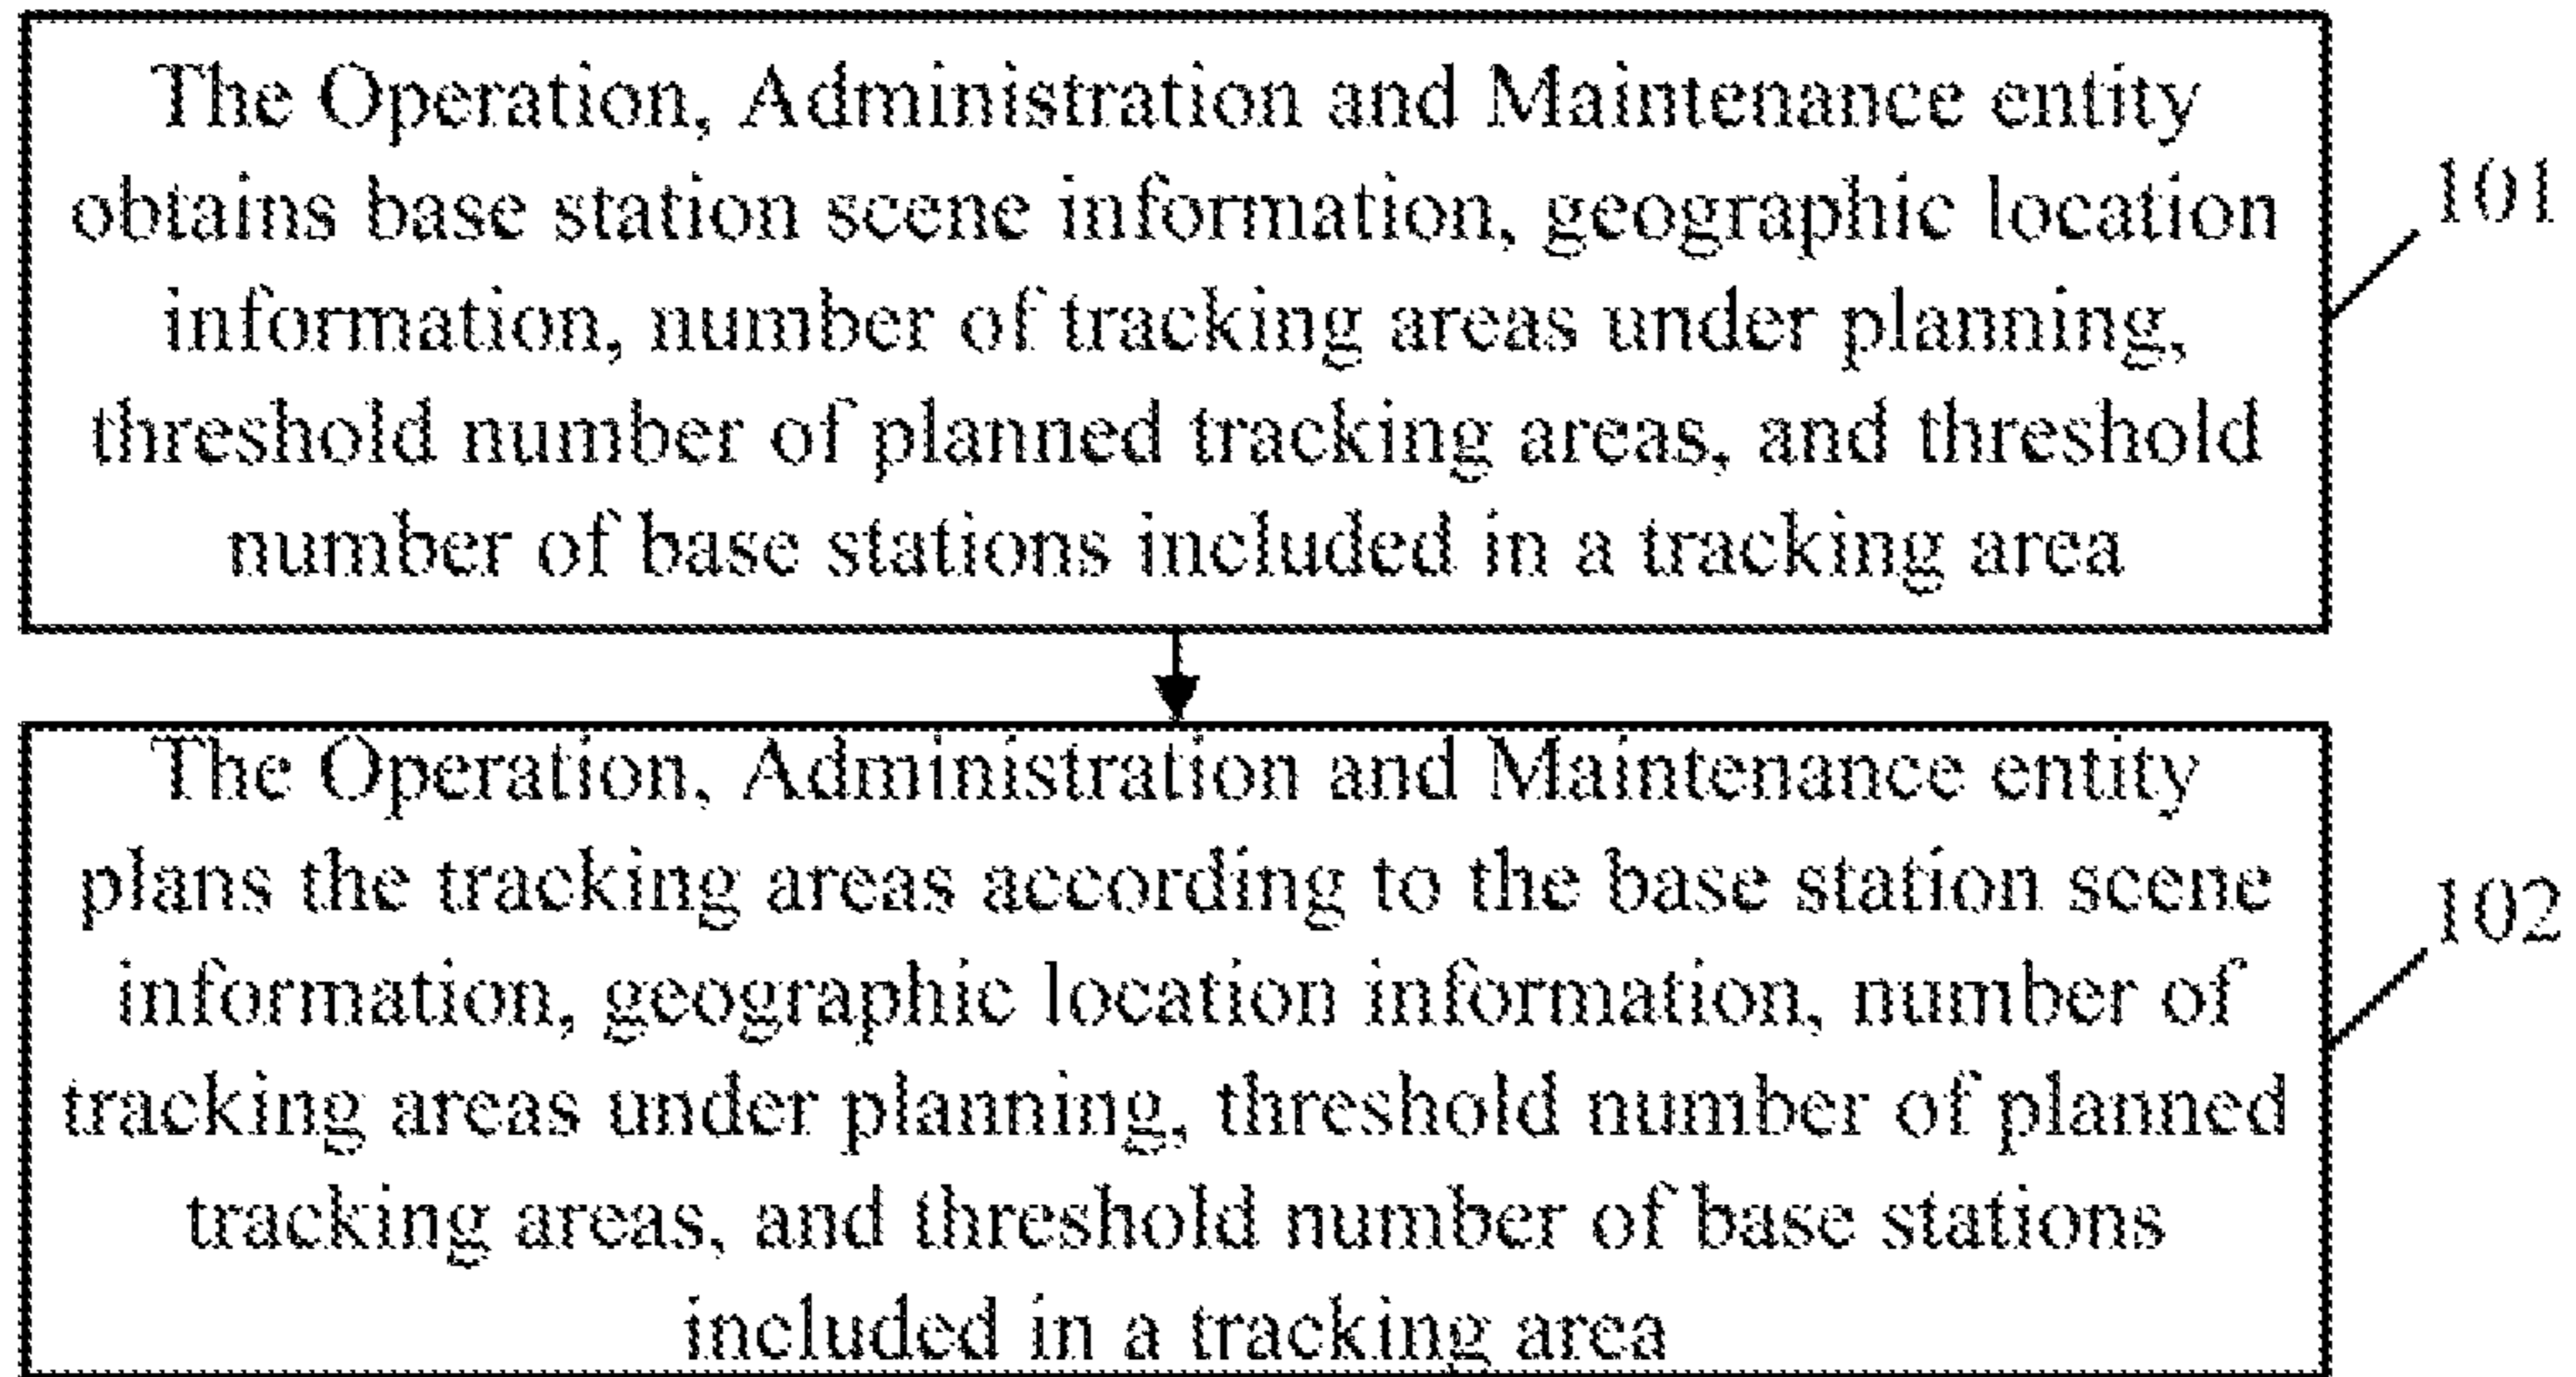 The Operation, Administration and Maintenance entity
obtains base station scene information, geographic location
information, number of tracking areas under planning,
threshold number of planned tracking areas, and threshold
number of base stations included in a tracking area
101
The Operation, Administration and Maintenance entity
plans the tracking areas according to the base station scene
information, geographic location information, number of
tracking areas under planning, threshold number of planned
tracking areas, and threshold number of base stations
included in a tracking area
102